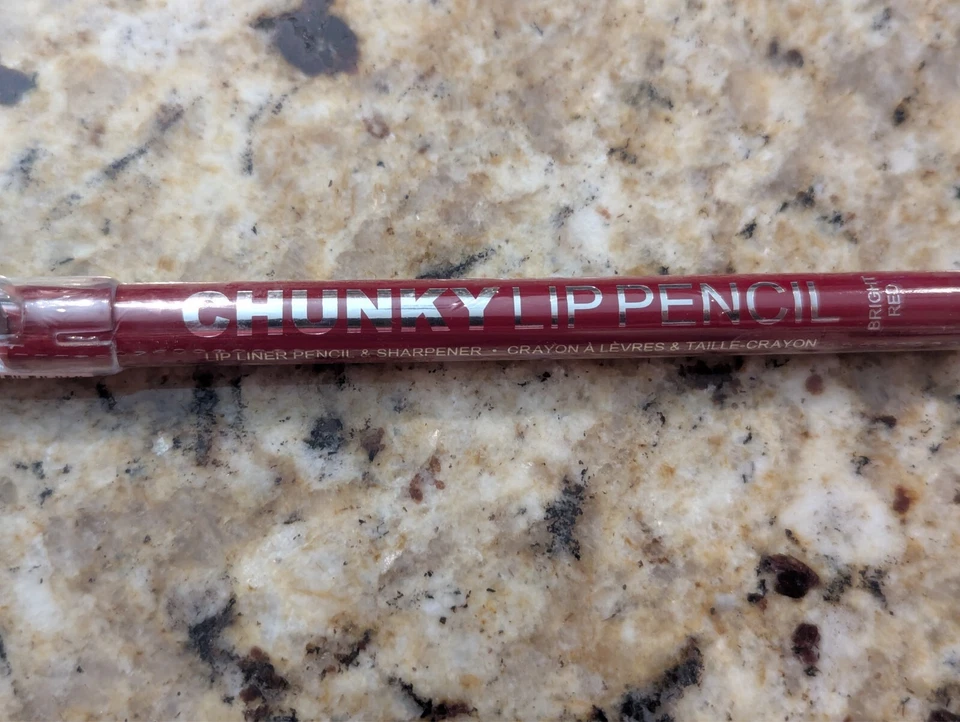 CHUNKY LIP PENCIL
LIP LINER PENCIL & SHARPENER • CRAYON À LÈVRES & TAILLE-CRAYON
BRIGHT
RED